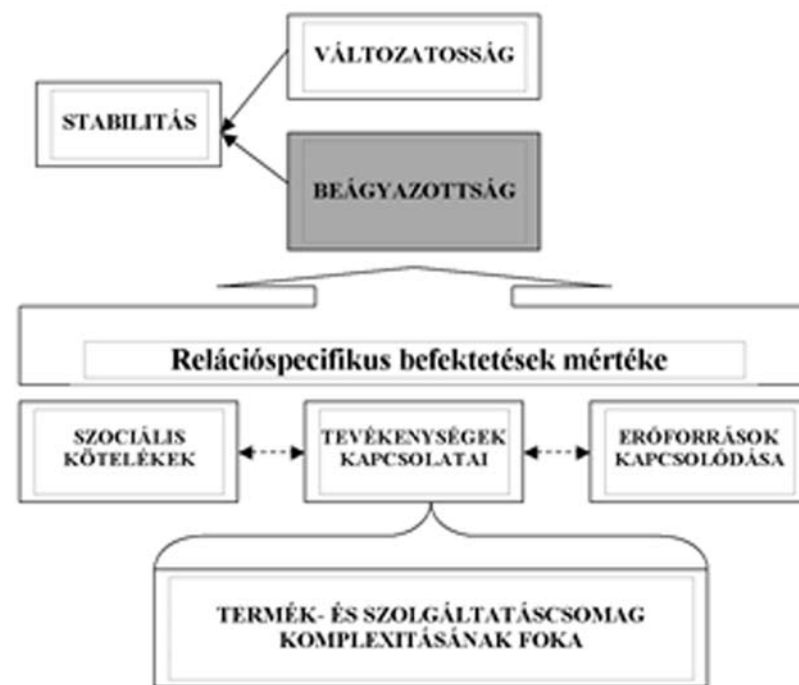 VÁLTOZATOSSÁG
STABILITÁS
BEÁGYAZOTTSÁG
Relációspecifikus befektetések mértéke
SZOCIÁLIS
KÖTELÉKEK
TEVÉKENYSÉGEK
KAPCSOLATAI
ERŐFORRÁSOK
KAPCSOLÓDÁSA
TERMÉK- ÉS SZOLGÁLTATÁSCSOMAG
KOMPLEXITÁSÁNAK FOKA